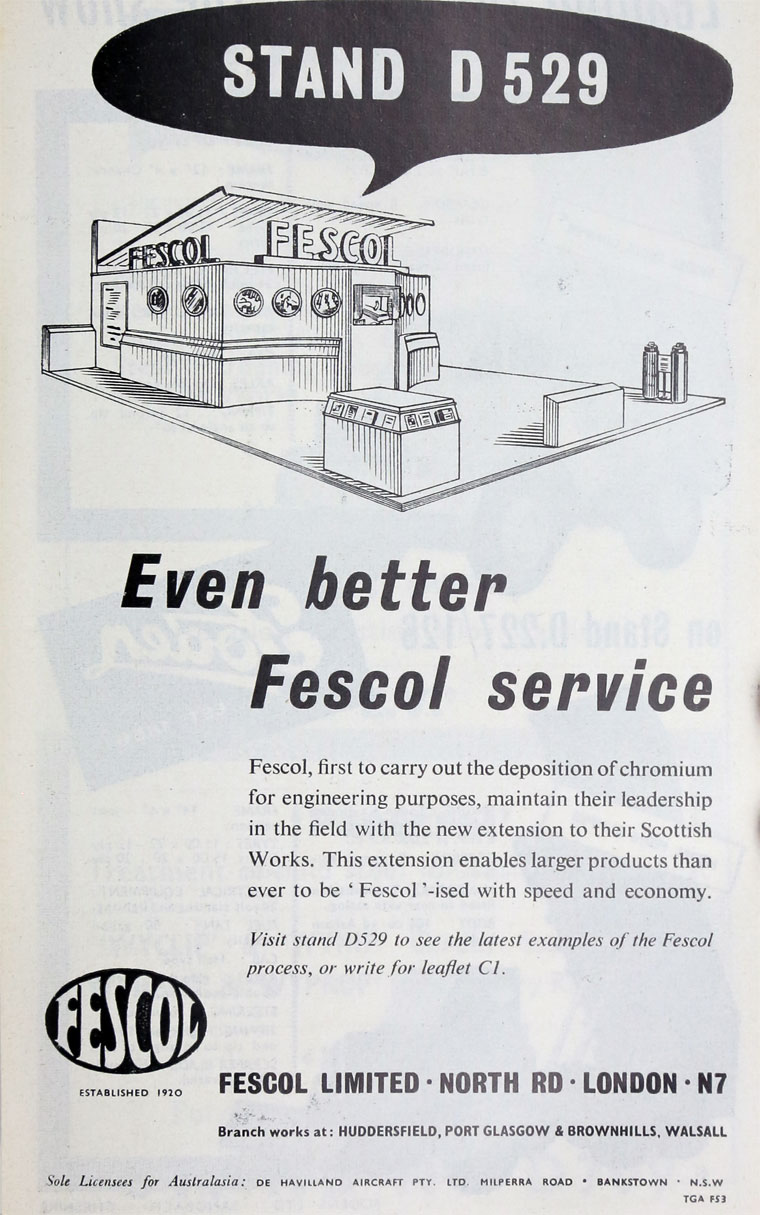 STAND D 529
FESCOL FESCOL
Even better
Fescol service
Fescol, first to carry out the deposition of chromium
for engineering purposes, maintain their leadership
in the field with the new extension to their Scottish
Works. This extension enables larger products than
ever to be ‘ Fescol ’-ised with speed and economy.
Visit stand D529 to see the latest examples of the Fescol
process, or write for leaflet C1.
FESCOL
ESTABLISHED 1920
FESCOL LIMITED · NORTH RD · LONDON · N7
Branch works at: HUDDERSFIELD, PORT GLASGOW & BROWNHILLS, WALSALL
Sole Licensees for Australasia: DE HAVILLAND AIRCRAFT PTY. LTD. MILPERRA ROAD · BANKSTOWN · N.S.W
TGA FS3